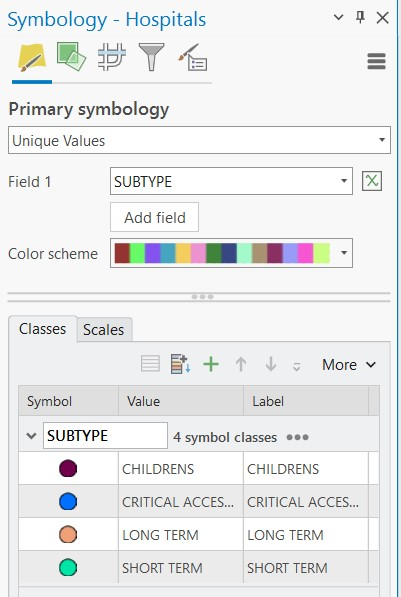 Symbology - Hospitals
Primary symbology
Unique Values
Field 1 SUBTYPE
Add field
Color scheme
Classes Scales
More
Symbol Value Label
SUBTYPE 4 symbol classes
CHILDRENS CHILDRENS
CRITICAL ACCES... CRITICAL ACCES...
LONG TERM LONG TERM
SHORT TERM SHORT TERM